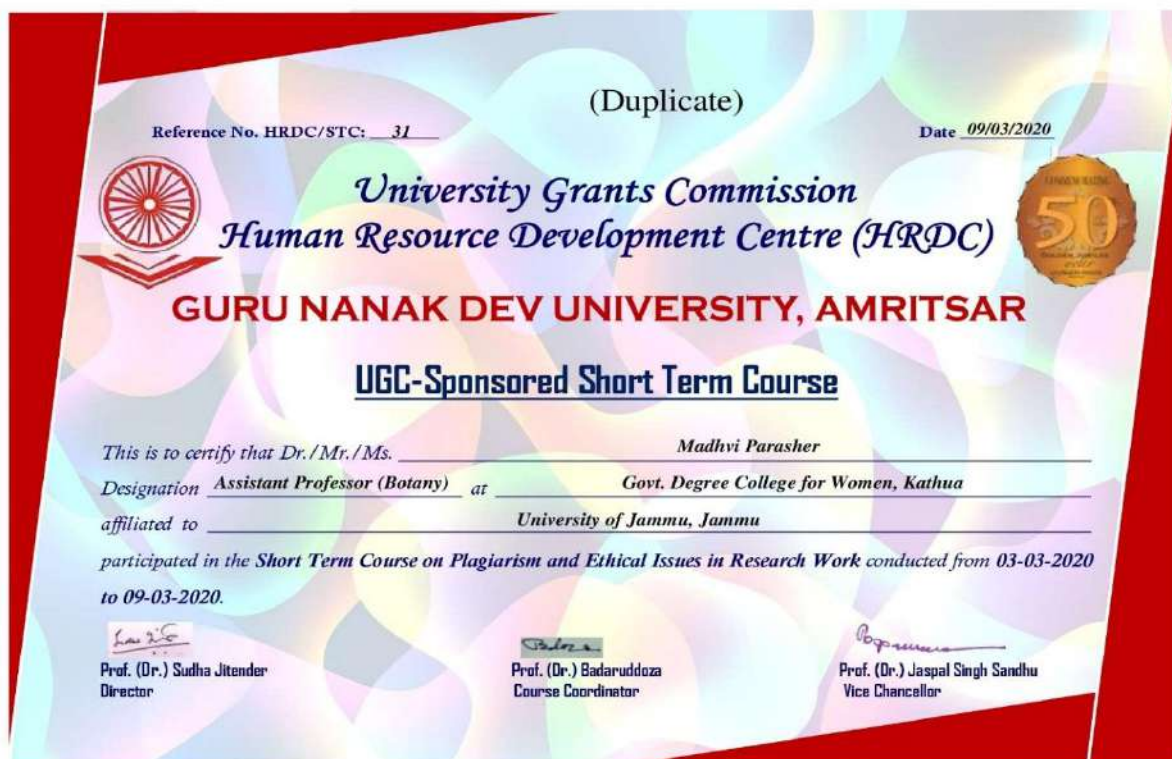 (Duplicate)
Reference No. HRDC/STC: 31
Date 09/03/2020
University Grants Commission
Human Resource Development Centre (HRDC)
50
GURU NANAK DEV UNIVERSITY, AMRITSAR
UGC-Sponsored Short Term Course
This is to certify that Dr./Mr./Ms. Madhvi Parasher
Designation Assistant Professor (Botany) at Govt. Degree College for Women, Kathua
affiliated to University of Jammu, Jammu
participated in the Short Term Course on Plagiarism and Ethical Issues in Research Work conducted from 03-03-2020
to 09-03-2020.
Prof. (Dr.) Sudha Jitender
Director
Prof. (Dr.) Badaruddoza
Course Coordinator
Prof. (Dr.) Jaspal Singh Sandhu
Vice Chancellor